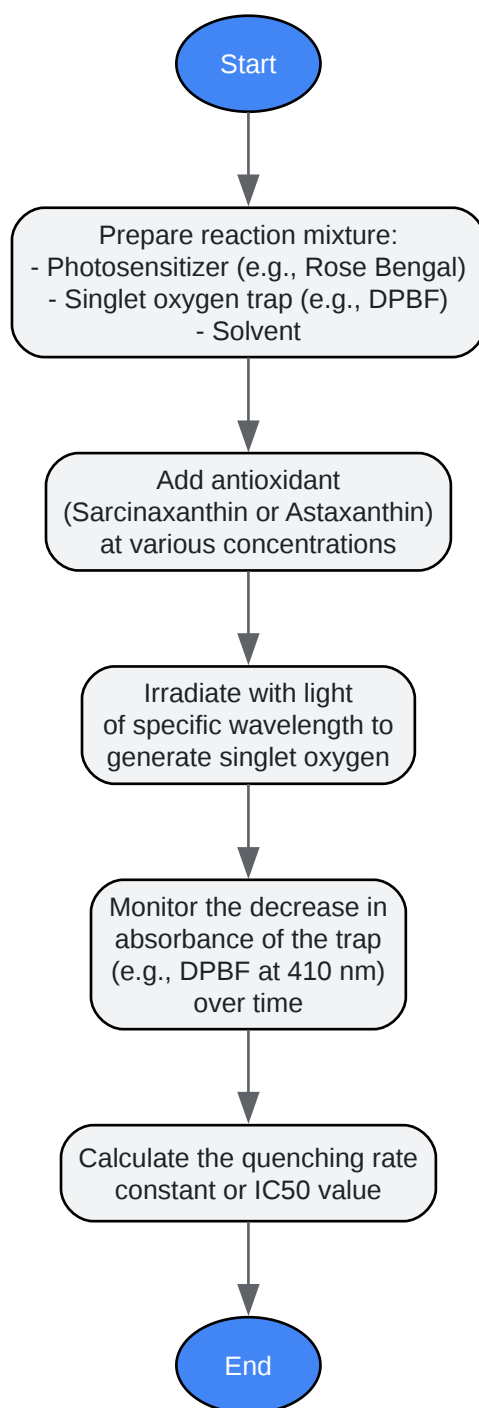 Start
Prepare reaction mixture:
- Photosensitizer (e.g., Rose Bengal)
- Singlet oxygen trap (e.g., DPBF)
- Solvent
Add antioxidant
(Sarcinaxanthin or Astaxanthin)
at various concentrations
Irradiate with light
of specific wavelength to
generate singlet oxygen
Monitor the decrease in
absorbance of the trap
(e.g., DPBF at 410 nm)
over time
Calculate the quenching rate
constant or IC50 value
End